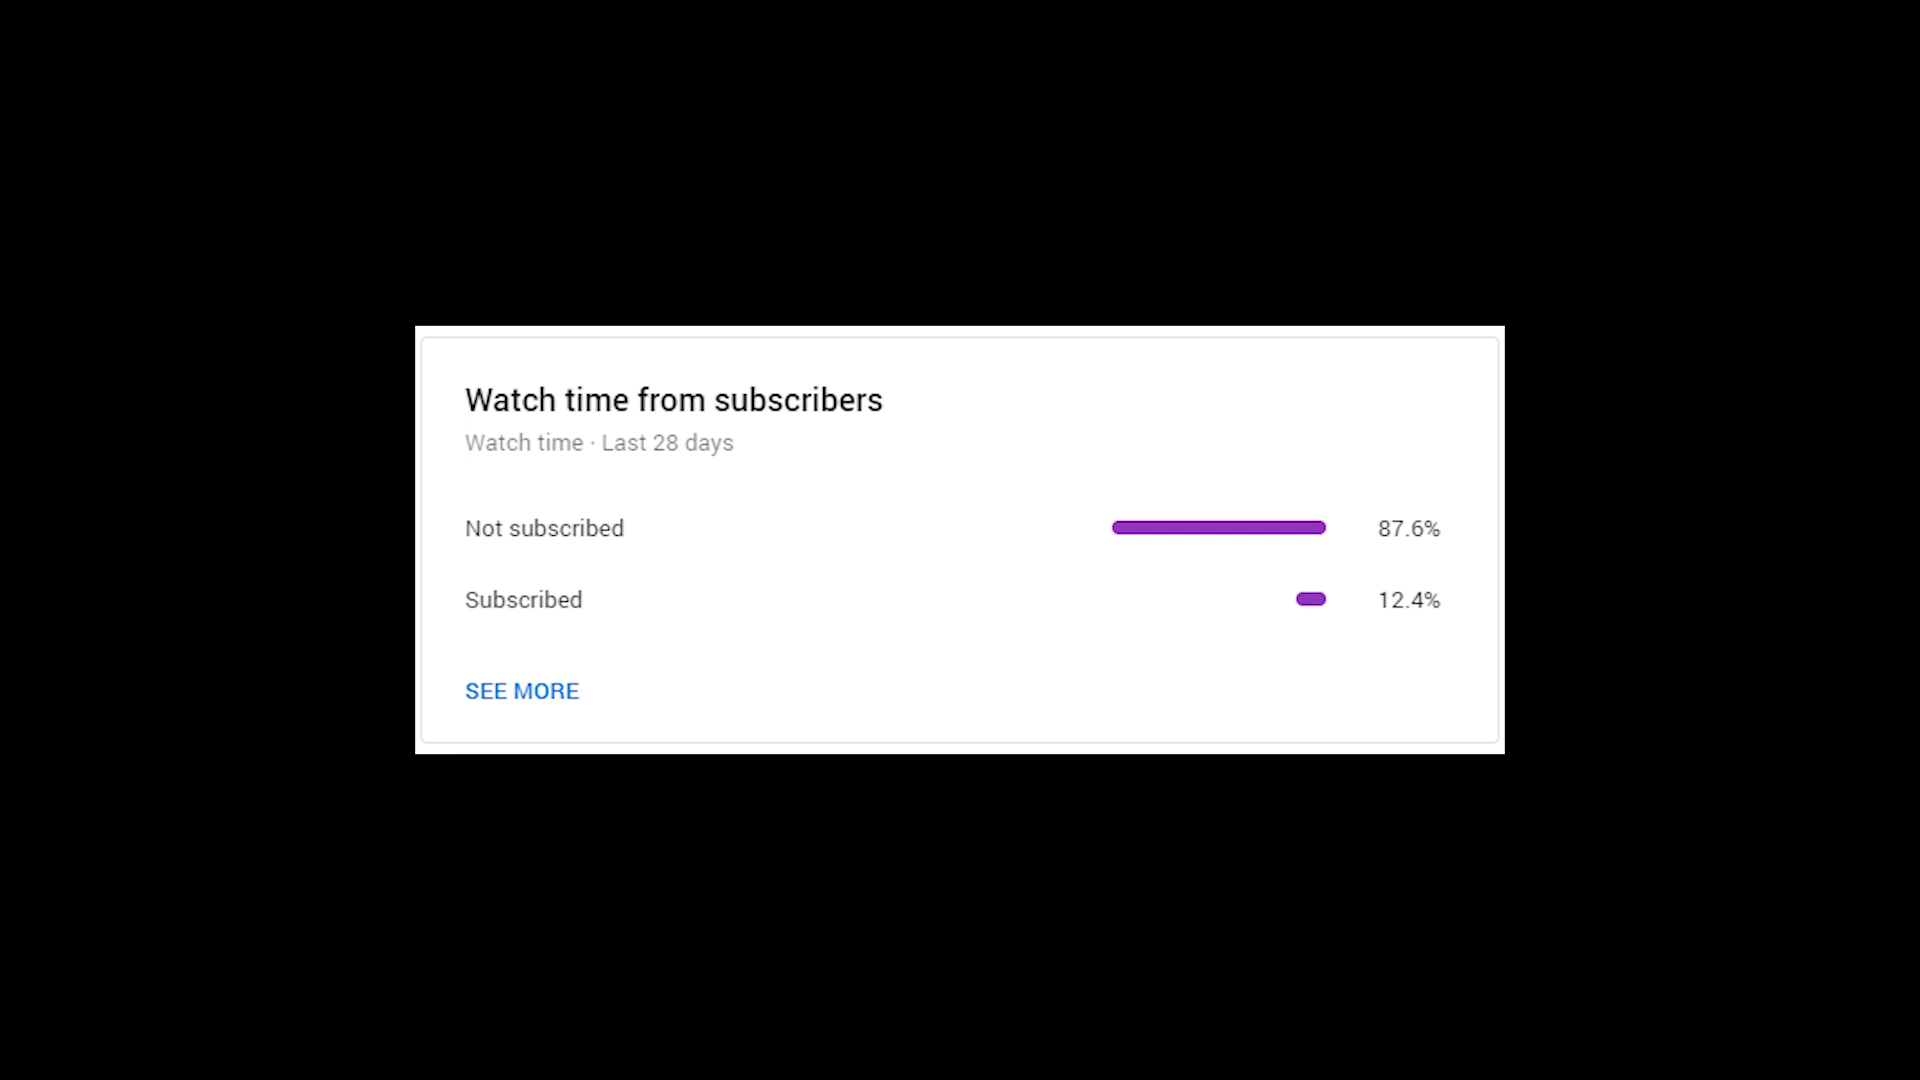 Watch time from subscribers
Watch time · Last 28 days
Not subscribed 87.6%
Subscribed 12.4%
SEE MORE